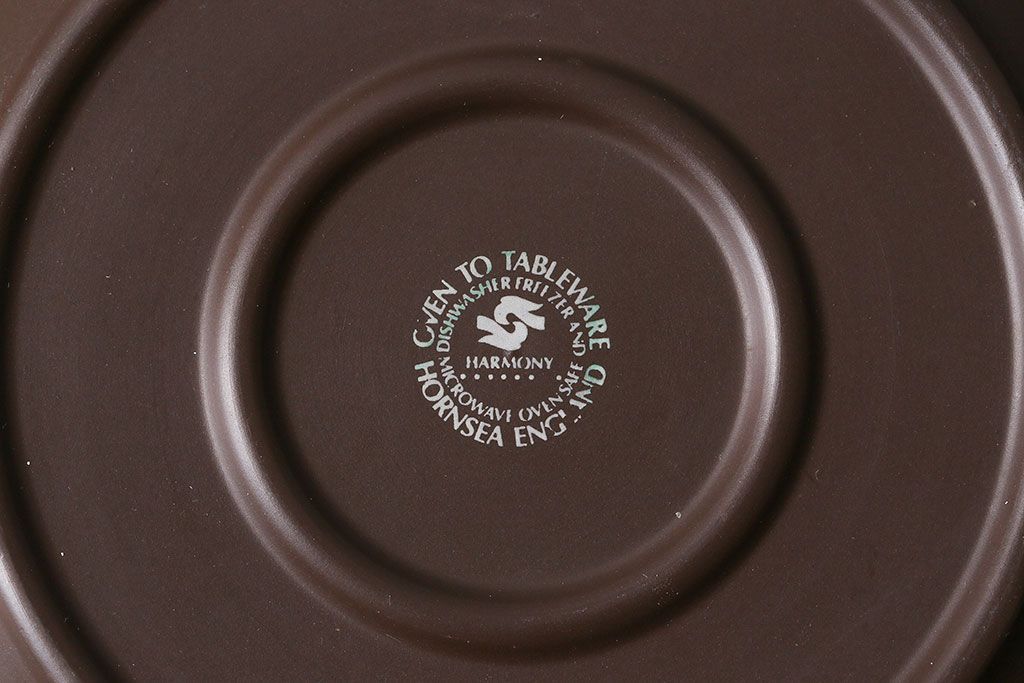 OVEN TO TABLEWARE
DISHWASHER FREEZER AND
HARMONY
MICROWAVE OVEN SAFE
HORNSEA ENGLAND